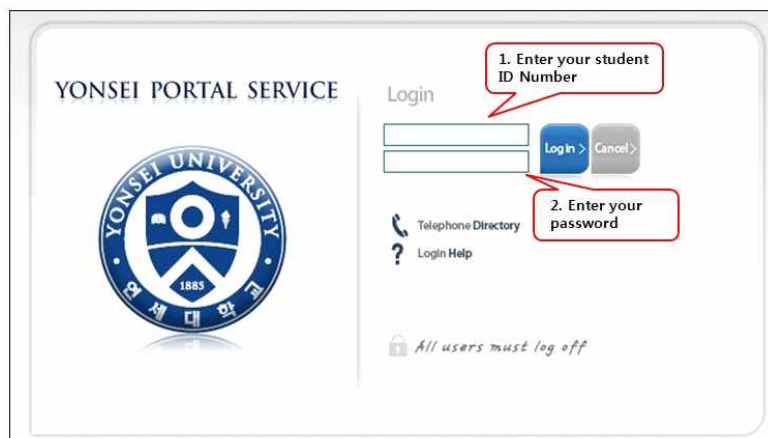 1. Enter your student
ID Number
YONSEI PORTAL SERVICE
Login
Login >
Cancel >
YONSEI UNIVERSITY
1885
연세대학교
2. Enter your
password
Telephone Directory
? Login Help
All users must log off